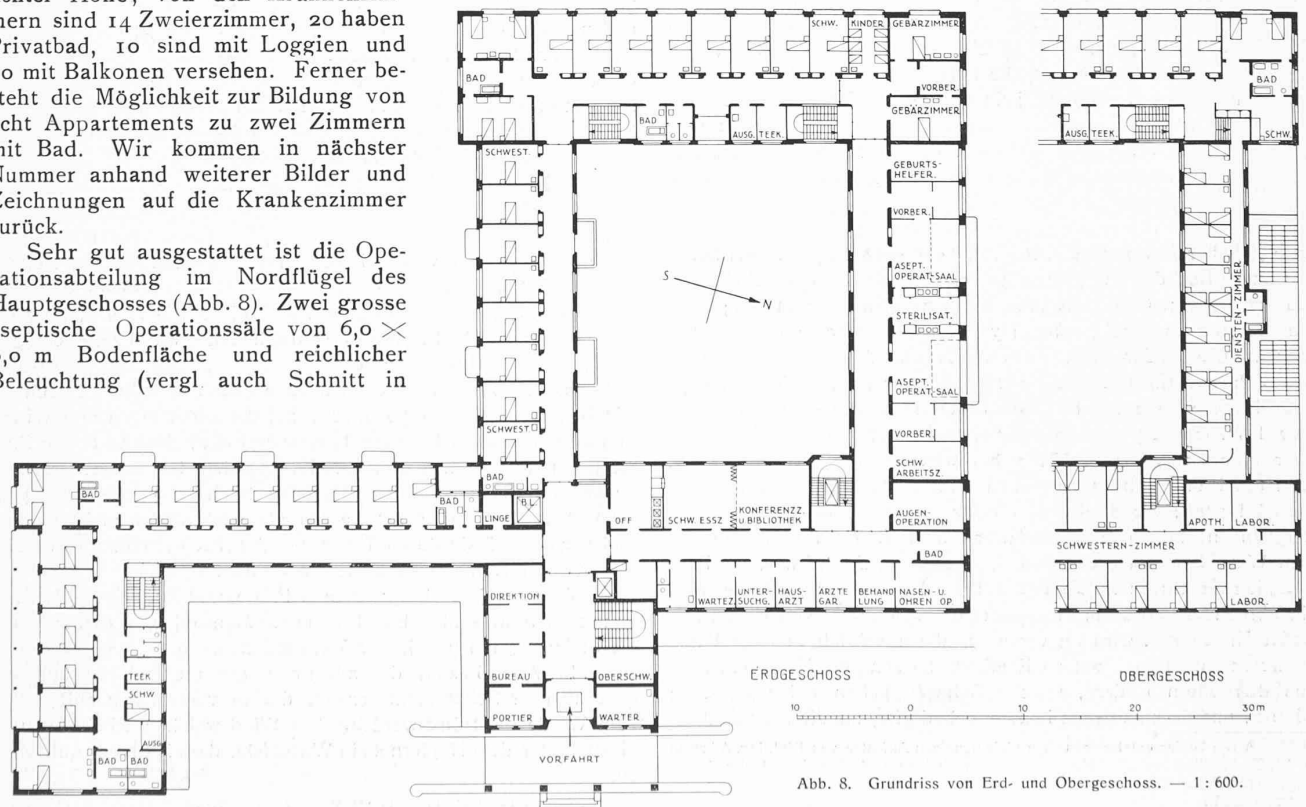 mern sind 14 Zweierzimmer, 20 haben
Privatbad, 10 sind mit Loggien und
mit Balkonen versehen. Ferner be-
die Möglichkeit zur Bildung von
Appartements zu zwei Zimmern
Bad. Wir kommen in nächster
Nummer anhand weiterer Bilder und
Zeichnungen auf die Krankenzimmer
zurück.
Sehr gut ausgestattet ist die Ope-
rationsabteilung im Nordflügel des
Hauptgeschosses (Abb. 8). Zwei grosse
aseptische Operationssäle von 6,0 ×
m Bodenfläche und reichlicher
Beleuchtung (vergl auch Schnitt in
SCHW.
KINDER
GEBÄRZIMMER
BAD
VORBER.
GEBÄRZIMMER
BAD
AUSG.
TEEK.
SCHWEST.
GEBURTS-
HELFER.
VORBER.
ASEPT.
OPERAT-SAAL
STERILISAT.
ASEPT.
OPERAT-SAAL
VORBER.
SCHW.
ARBEITSZ.
AUGEN-
OPERATION
BAD
S
N
SCHWEST.
BAD
BAD
BAD
LINGE
B.L.
OFF
SCHW. ESSZ
KONFERENZZ.
U BIBLIOTHEK
WARTEZ.
UNTER-
SUCHG.
HAUS-
ARZT
ÄRZTE
GAR.
BEHAND
LUNG.
NASEN- U.
OHREN OP.
DIREKTION
BUREAU
PORTIER
OBERSCHW.
WARTER
VORFAHRT
TEEK
SCHW.
AUSG
BAD
BAD
AUSG.
TEEK.
BAD
SCHW.
DIENSTEN-ZIMMER
APOTH.
LABOR.
SCHWESTERN-ZIMMER
LABOR.
ERDGESCHOSS
OBERGESCHOSS
10 0 10 20 30m
Abb. 8. Grundriss von Erd- und Obergeschoss. — 1:600.